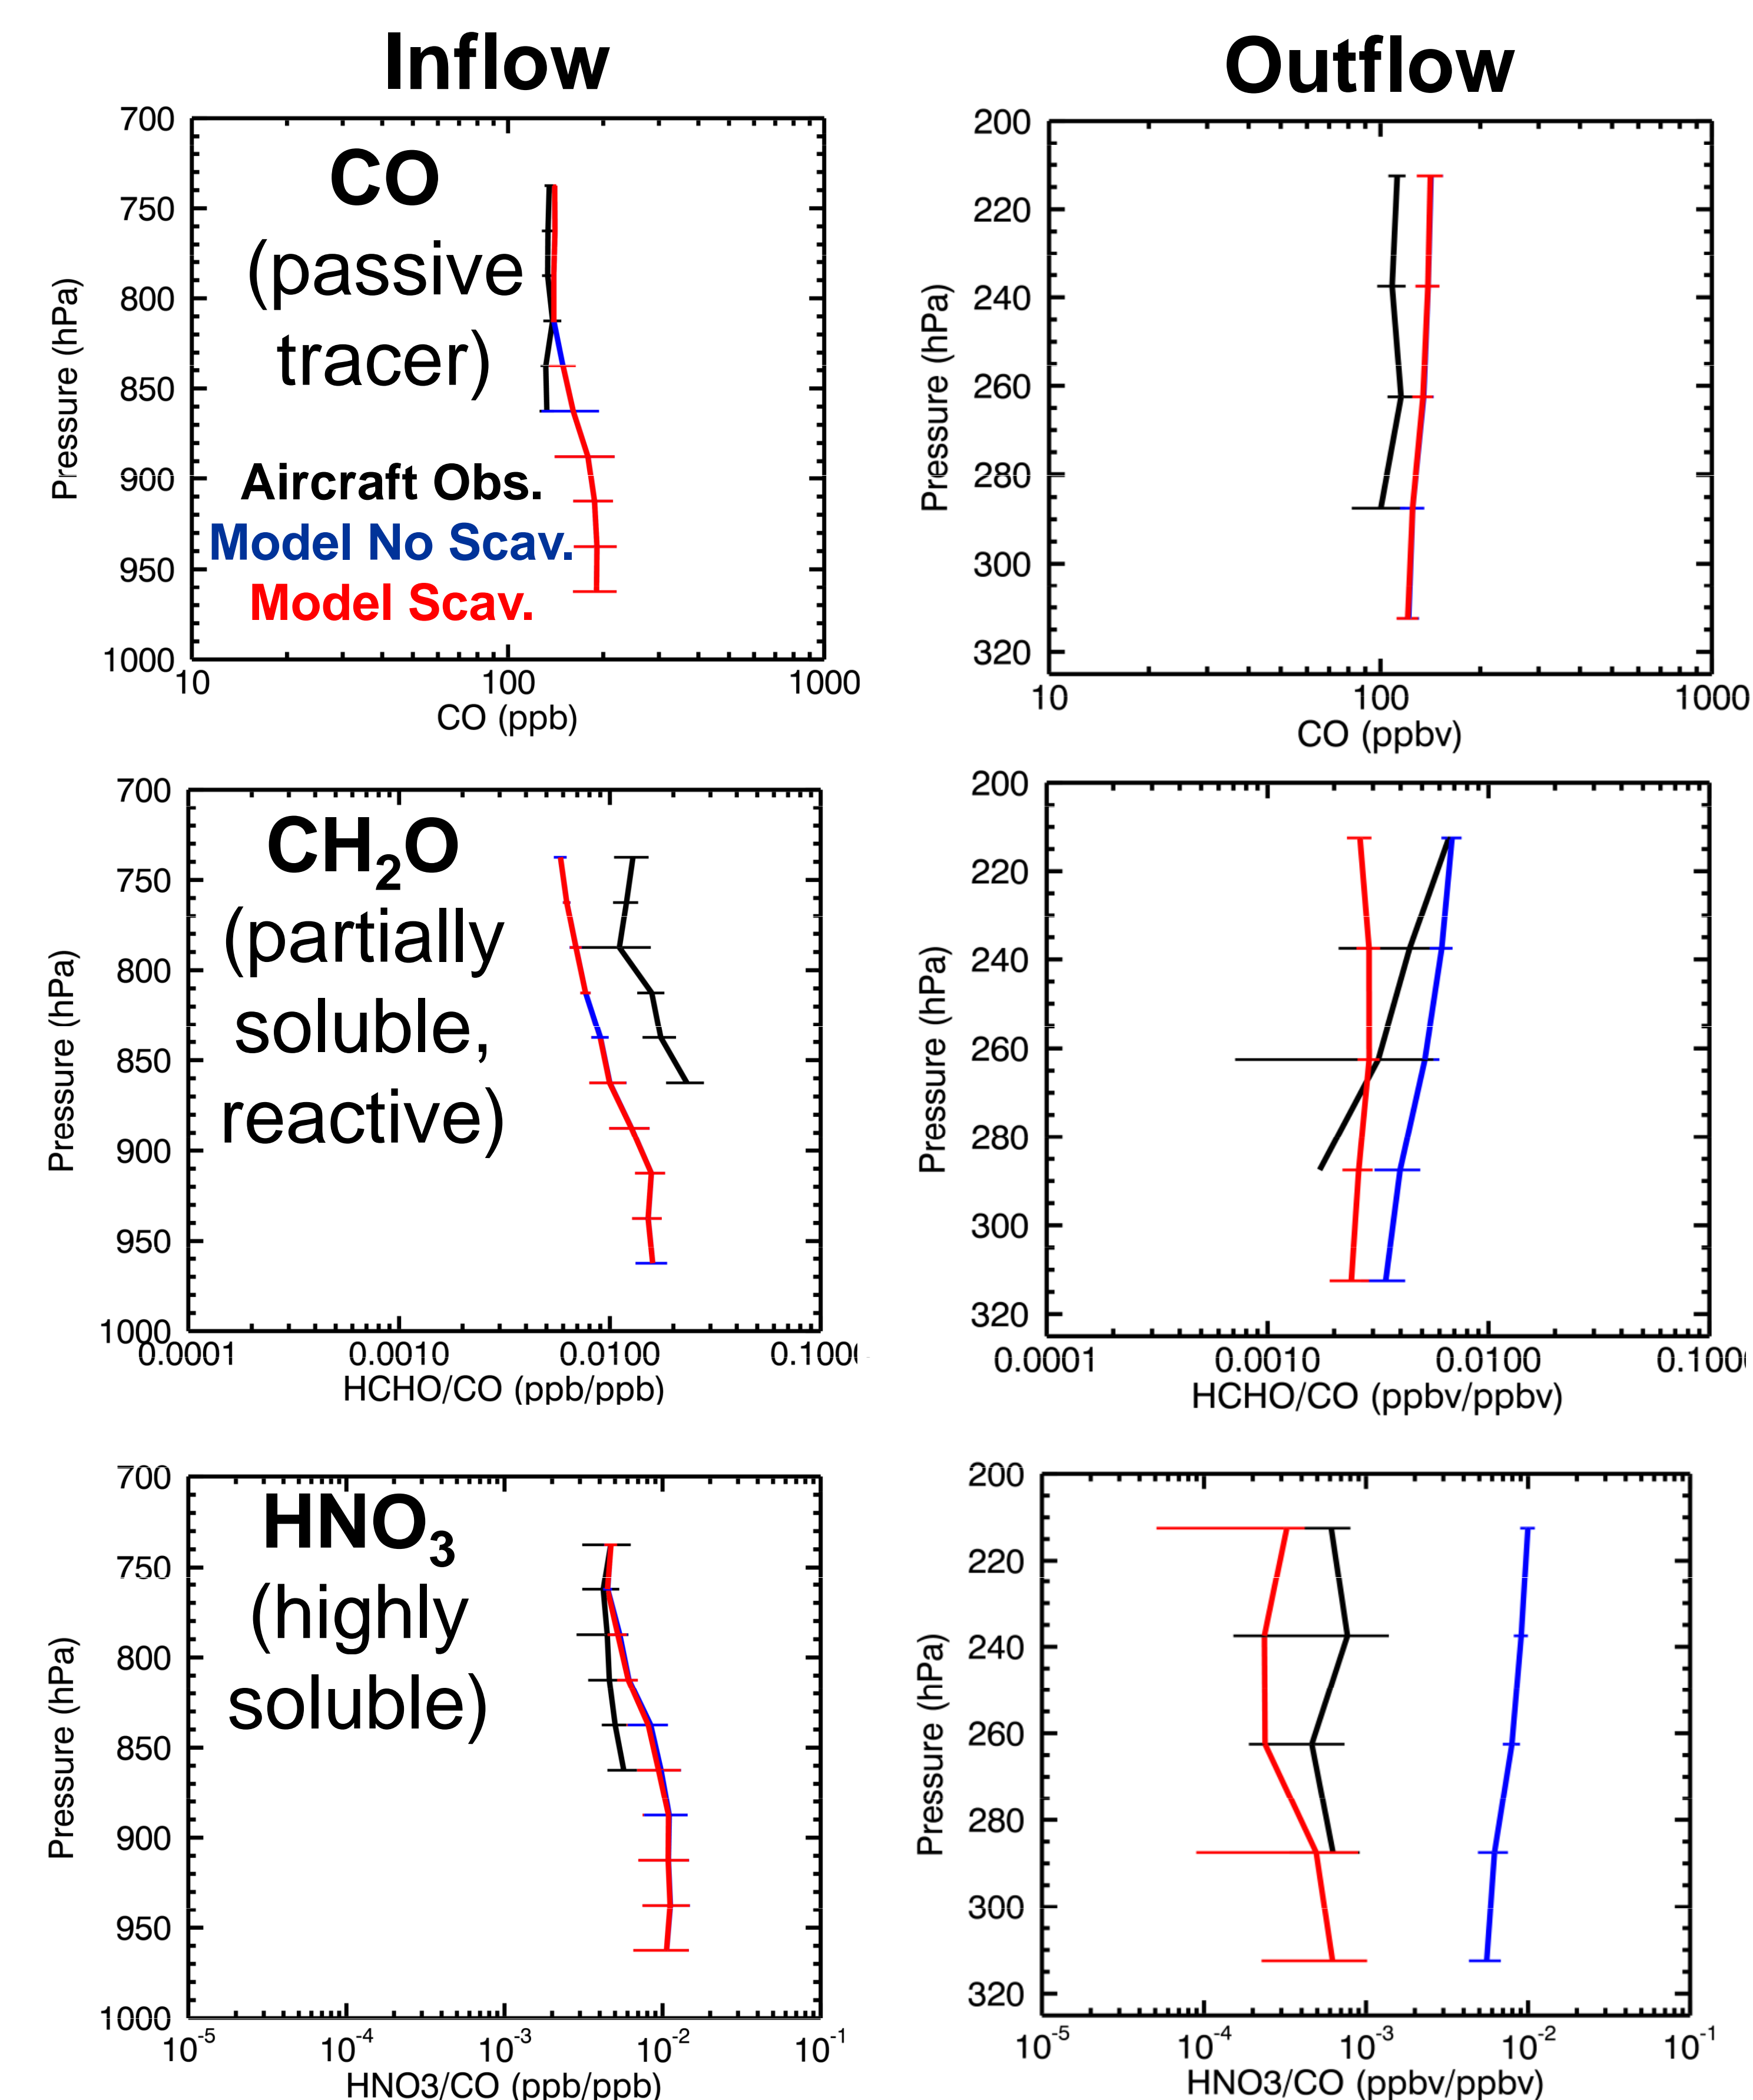 Inflow
Outflow
700
750
800
850
900
950
1000
Pressure (hPa)
CO
(passive
tracer)
Aircraft Obs.
Model No Scav.
Model Scav.
10
100
1000
CO (ppb)
200
220
240
260
280
300
320
Pressure (hPa)
10
100
1000
CO (ppbv)
700
750
800
850
900
950
1000
Pressure (hPa)
CH2O
(partially
soluble,
reactive)
0.0001
0.0010
0.0100
0.100
HCHO/CO (ppb/ppb)
200
220
240
260
280
300
320
Pressure (hPa)
0.0001
0.0010
0.0100
0.100
HCHO/CO (ppbv/ppbv)
700
750
800
850
900
950
1000
Pressure (hPa)
HNO3
(highly
soluble)
10-5
10-4
10-3
10-2
10-1
HNO3/CO (ppb/ppb)
200
220
240
260
280
300
320
Pressure (hPa)
10-5
10-4
10-3
10-2
10-1
HNO3/CO (ppbv/ppbv)